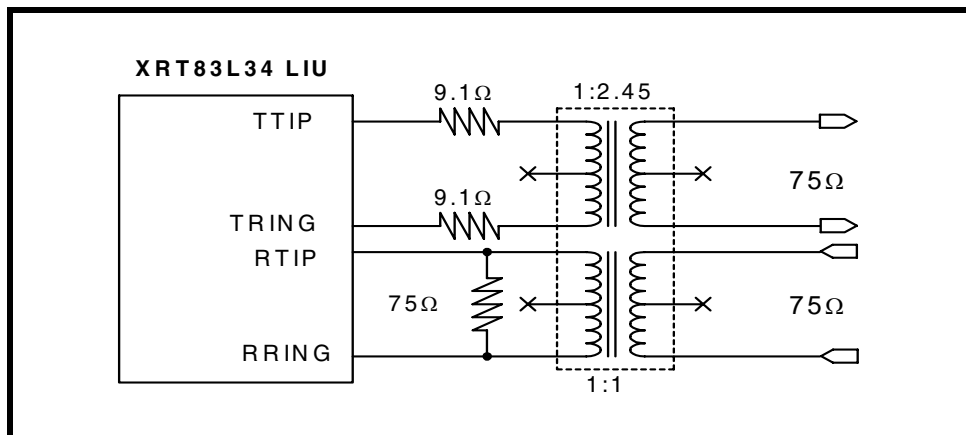 XRT83L34 LIU
9.1Ω
1:2.45
TTIP
75Ω
9.1Ω
TRING
RTIP
75Ω
75Ω
RRING
1:1